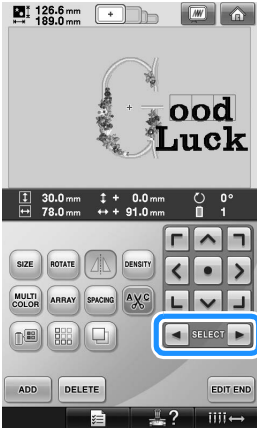 126.6 mm
189.0 mm
G ood
Luck
30.0 mm + 0.0 mm 0°
78.0 mm + 91.0 mm 1
SIZE ROTATE DENSITY
MULTI COLOR ARRAY SPACING A C
SELECT
ADD DELETE EDIT END
?